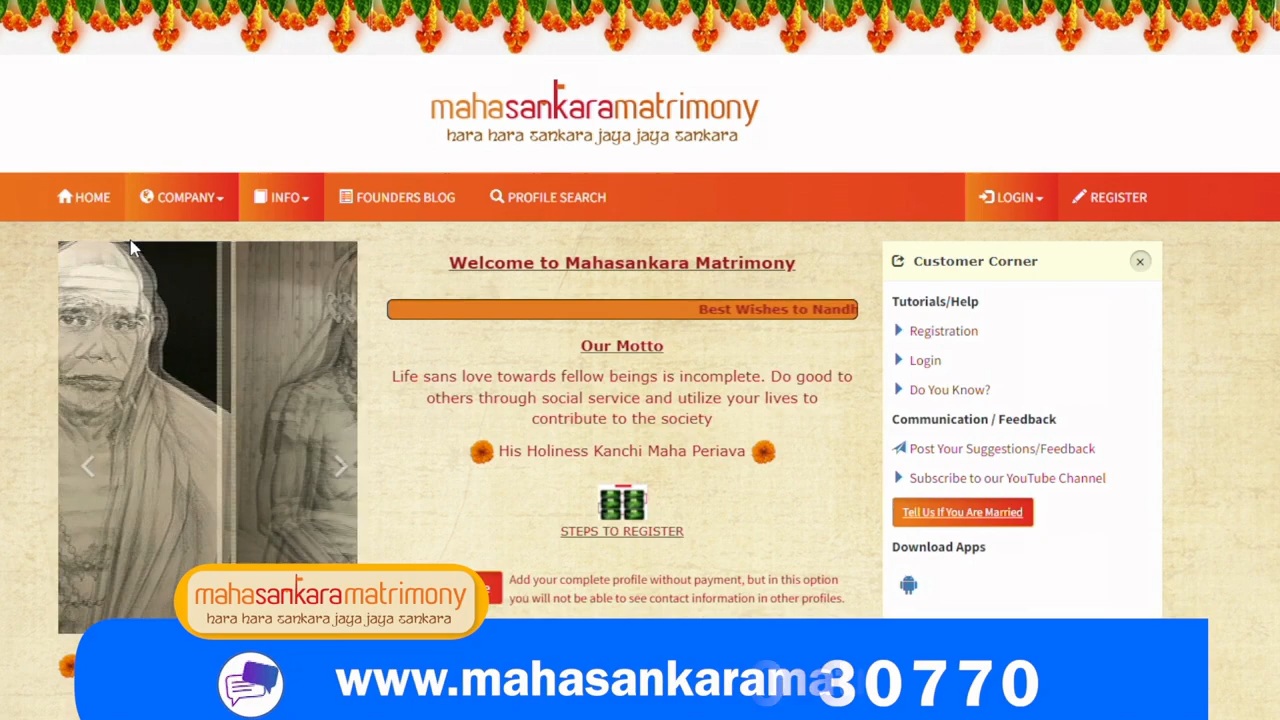 mahasankaramatrimony
hara hara sankara jaya jaya sankara
HOME
COMPANY
INFO
FOUNDERS BLOG
PROFILE SEARCH
LOGIN
REGISTER
Welcome to Mahasankara Matrimony
Best Wishes to Nandh
Our Motto
Life sans love towards fellow beings is incomplete. Do good to
others through social service and utilize your lives to
contribute to the society
His Holiness Kanchi Maha Periava
STEPS TO REGISTER
Add your complete profile without payment, but in this option
you will not be able to see contact information in other profiles.
Customer Corner
Tutorials/Help
Registration
Login
Do You Know?
Communication / Feedback
Post Your Suggestions/Feedback
Subscribe to our YouTube Channel
Tell Us If You Are Married
Download Apps
mahasankaramatrimony
hara hara sankara jaya jaya sankara
www.mahasankarama 30770